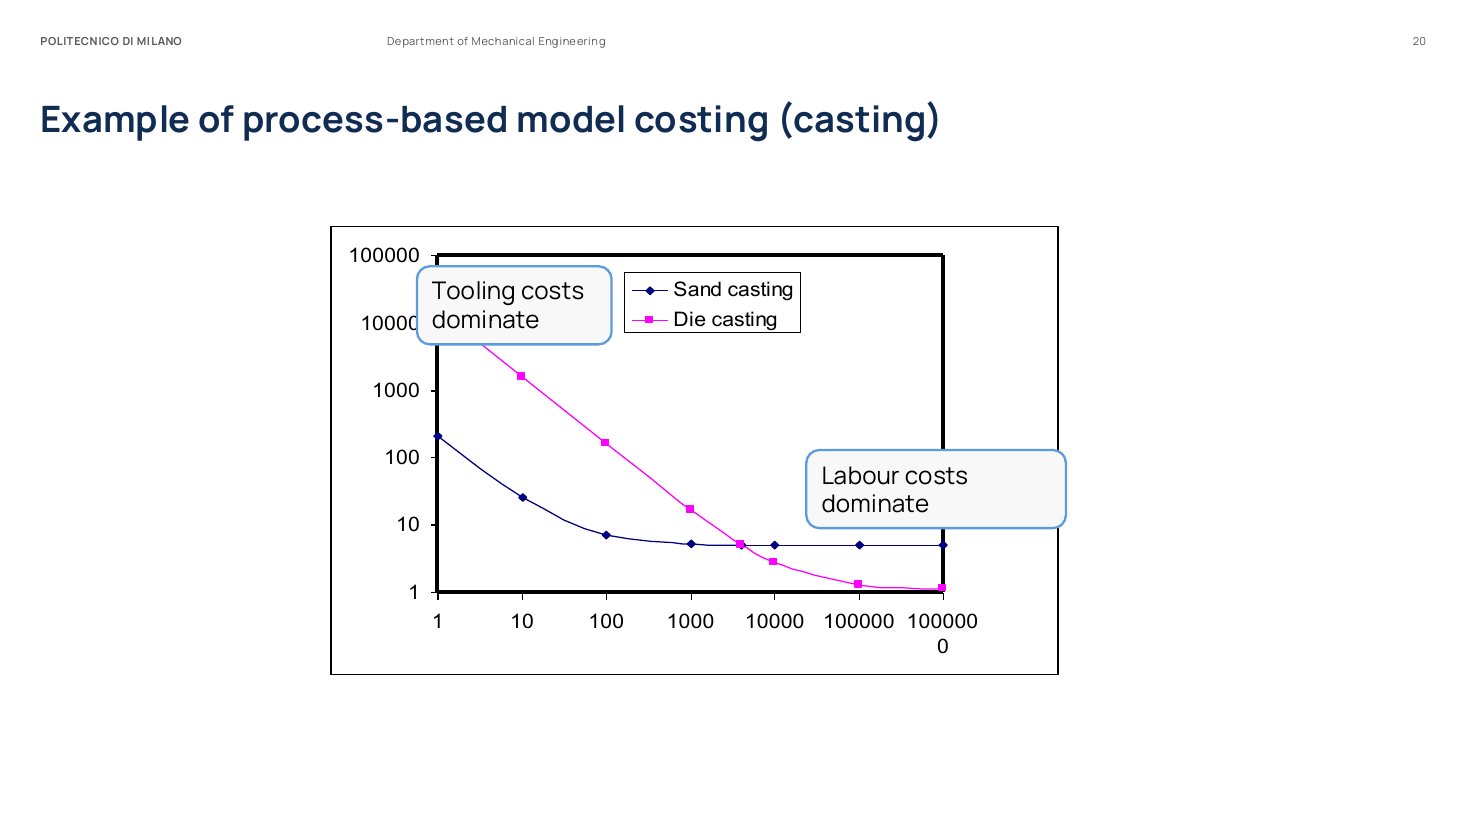 POLITECNICO DI MILANO
Department of Mechanical Engineering
20
Example of process-based model costing (casting)
100000
10000
1000
100
10
1
Tooling costs
dominate
Sand casting
Die casting
Labour costs
dominate
1
10
100
1000
10000
100000
100000
0